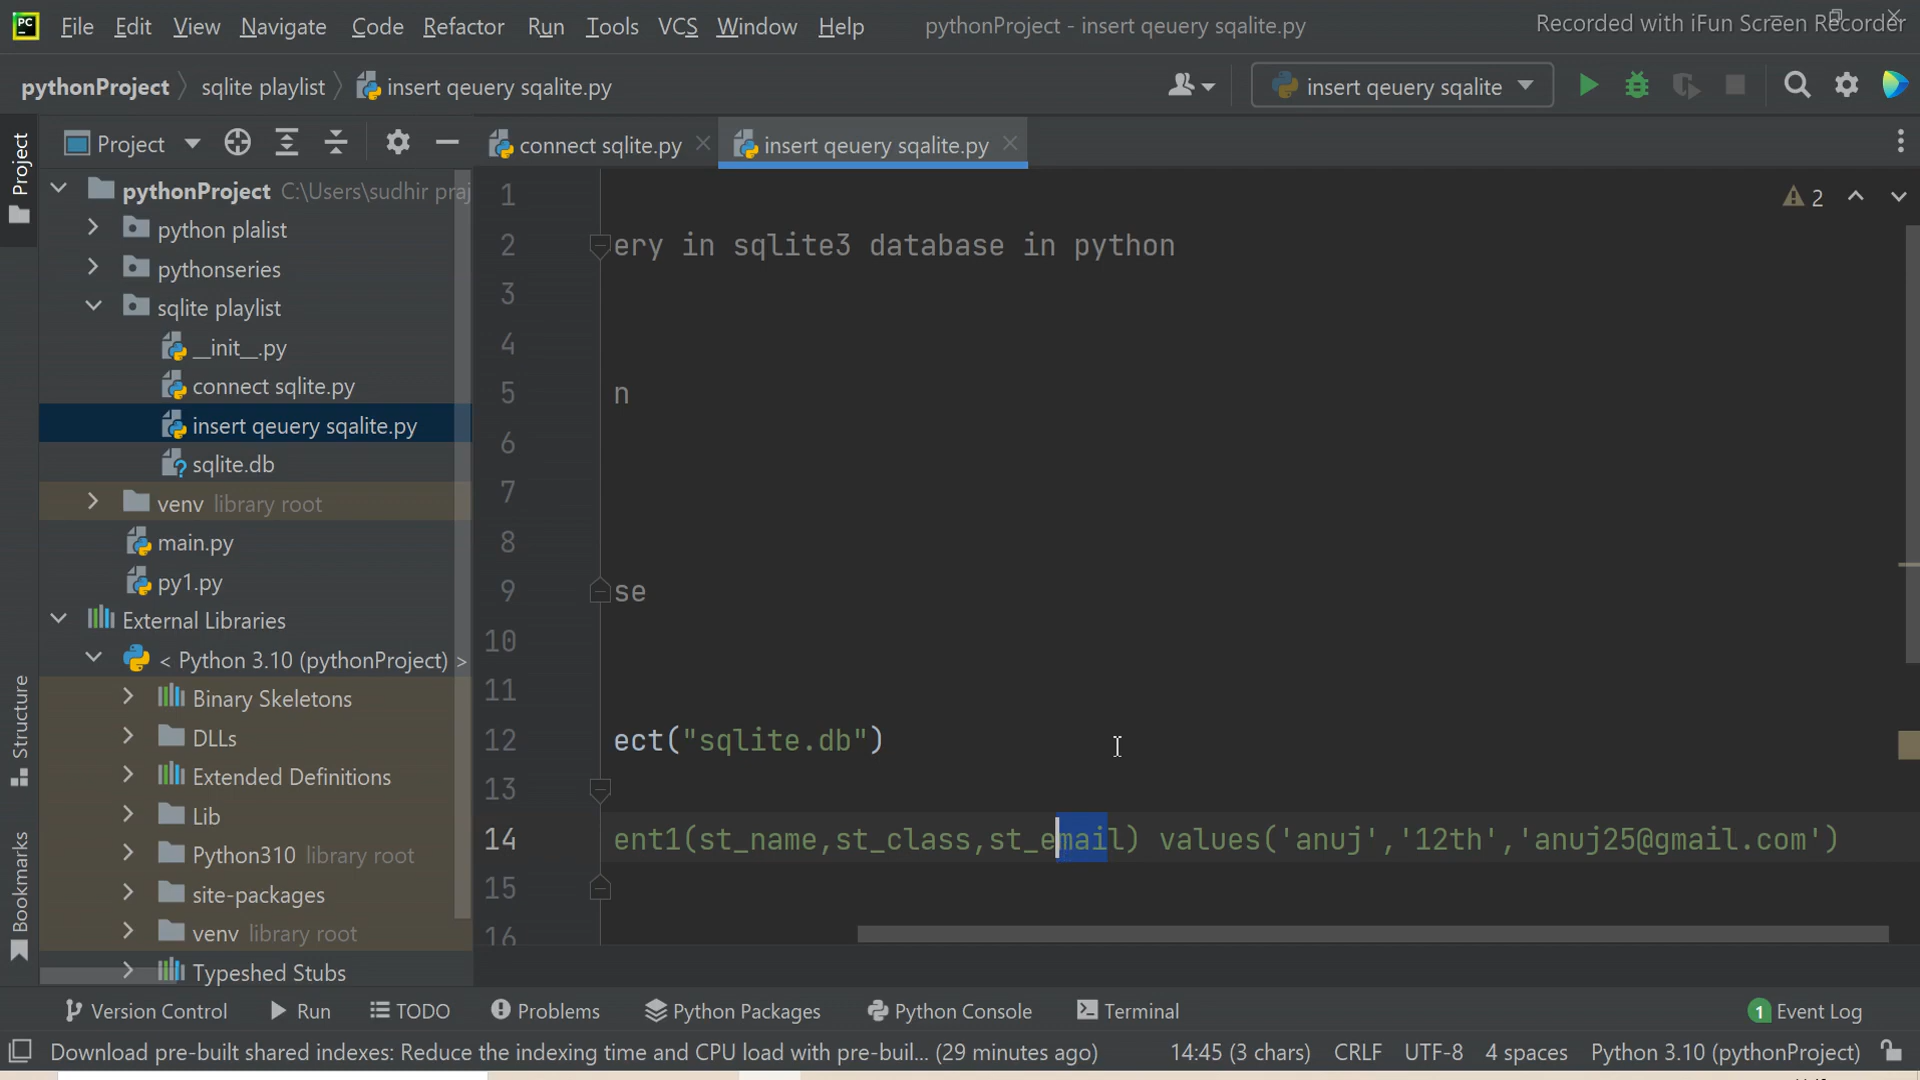 File Edit View Navigate Code Refactor Run Tools VCS Window Help pythonProject - insert qeuery sqalite.py Recorded with iFun Screen Recorder
pythonProject sqlite playlist insert qeuery sqalite.py insert qeuery sqalite
Project connect sqlite.py insert qeuery sqalite.py
Project
pythonProject C:\Users\sudhir praj
python plalist
pythonseries
sqlite playlist
__init__.py
connect sqlite.py
insert qeuery sqalite.py
sqlite.db
venv library root
main.py
py1.py
External Libraries
< Python 3.10 (pythonProject) >
Binary Skeletons
DLLs
Extended Definitions
Lib
Python310 library root
site-packages
venv library root
Typeshed Stubs
Structure
Bookmarks
1
2 ery in sqlite3 database in python
3
4
5 n
6
7
8
9 se
10
11
12 ect("sqlite.db")
13
14 ent1(st_name,st_class,st_email) values('anuj','12th','anuj25@gmail.com')
15
16
2
Version Control Run TODO Problems Python Packages Python Console Terminal 1 Event Log
Download pre-built shared indexes: Reduce the indexing time and CPU load with pre-buil... (29 minutes ago) 14:45 (3 chars) CRLF UTF-8 4 spaces Python 3.10 (pythonProject)